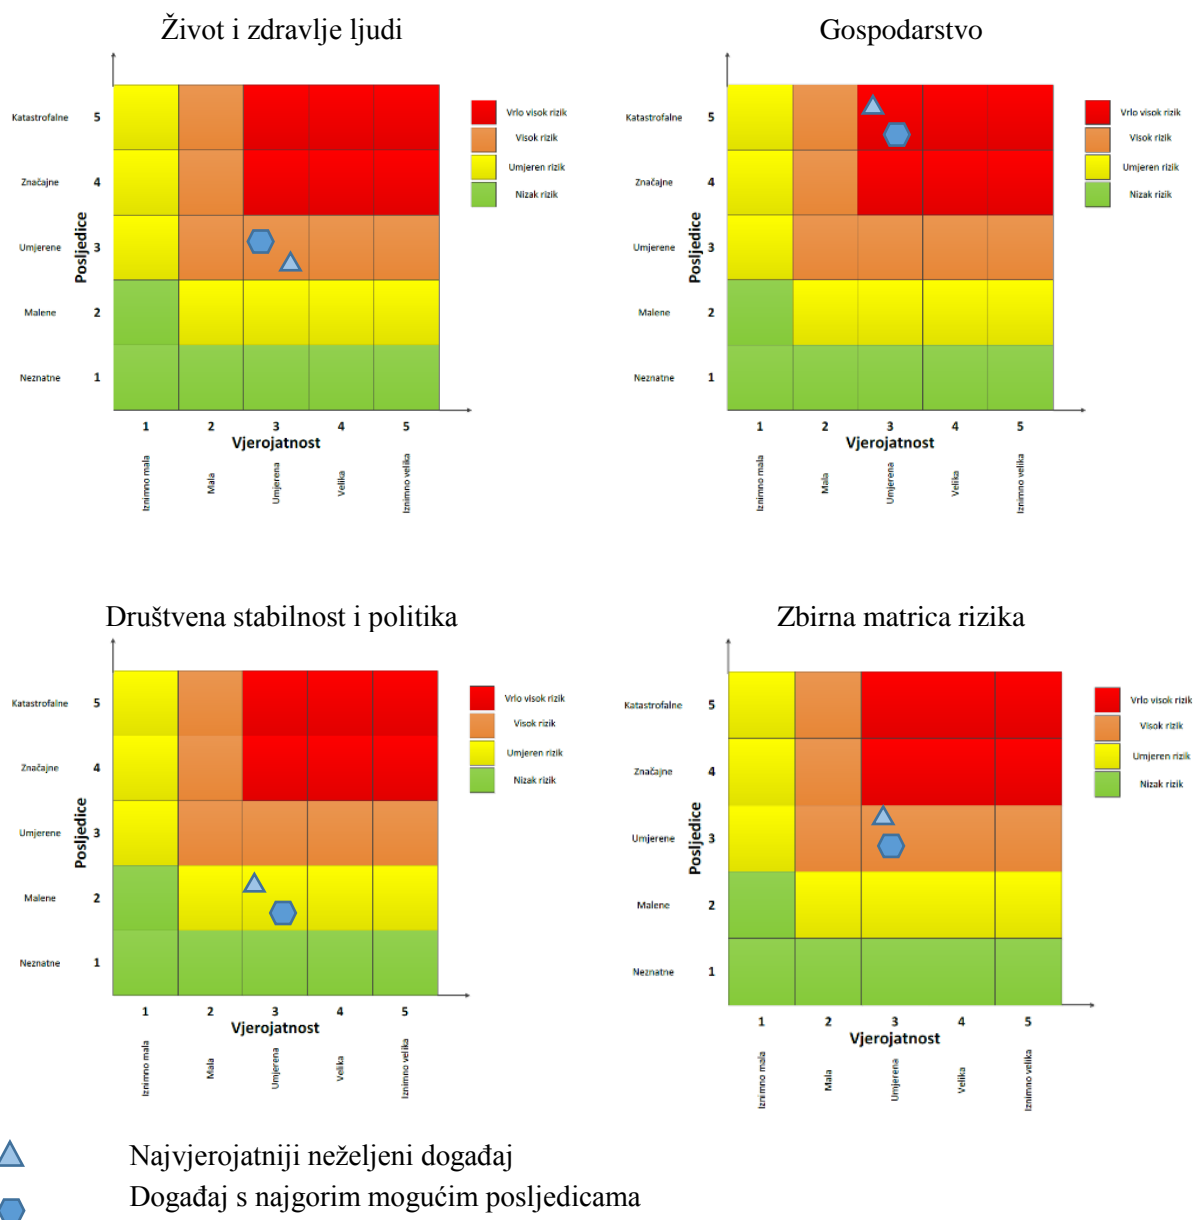 Život i zdravlje ljudi
Katastrofalne 5
Značajne 4
Umjerene 3
Malene 2
Neznatne 1
Posljedice
1 2 3 4 5
Vjerojatnost
Iznimno mala
Mala
Umjerena
Velika
Iznimno velika
Vrlo visok rizik
Visok rizik
Umjeren rizik
Nizak rizik
Gospodarstvo
Katastrofalne 5
Značajne 4
Umjerene 3
Malene 2
Neznatne 1
Posljedice
1 2 3 4 5
Vjerojatnost
Iznimno mala
Mala
Umjerena
Velika
Iznimno velika
Vrlo visok rizik
Visok rizik
Umjeren rizik
Nizak rizik
Društvena stabilnost i politika
Katastrofalne 5
Značajne 4
Umjerene 3
Malene 2
Neznatne 1
Posljedice
1 2 3 4 5
Vjerojatnost
Iznimno mala
Mala
Umjerena
Velika
Iznimno velika
Vrlo visok rizik
Visok rizik
Umjeren rizik
Nizak rizik
Zbirna matrica rizika
Katastrofalne 5
Značajne 4
Umjerene 3
Malene 2
Neznatne 1
Posljedice
1 2 3 4 5
Vjerojatnost
Iznimno mala
Mala
Umjerena
Velika
Iznimno velika
Vrlo visok rizik
Visok rizik
Umjeren rizik
Nizak rizik
Najvjerojatniji neželjeni događaj
Događaj s najgorim mogućim posljedicama